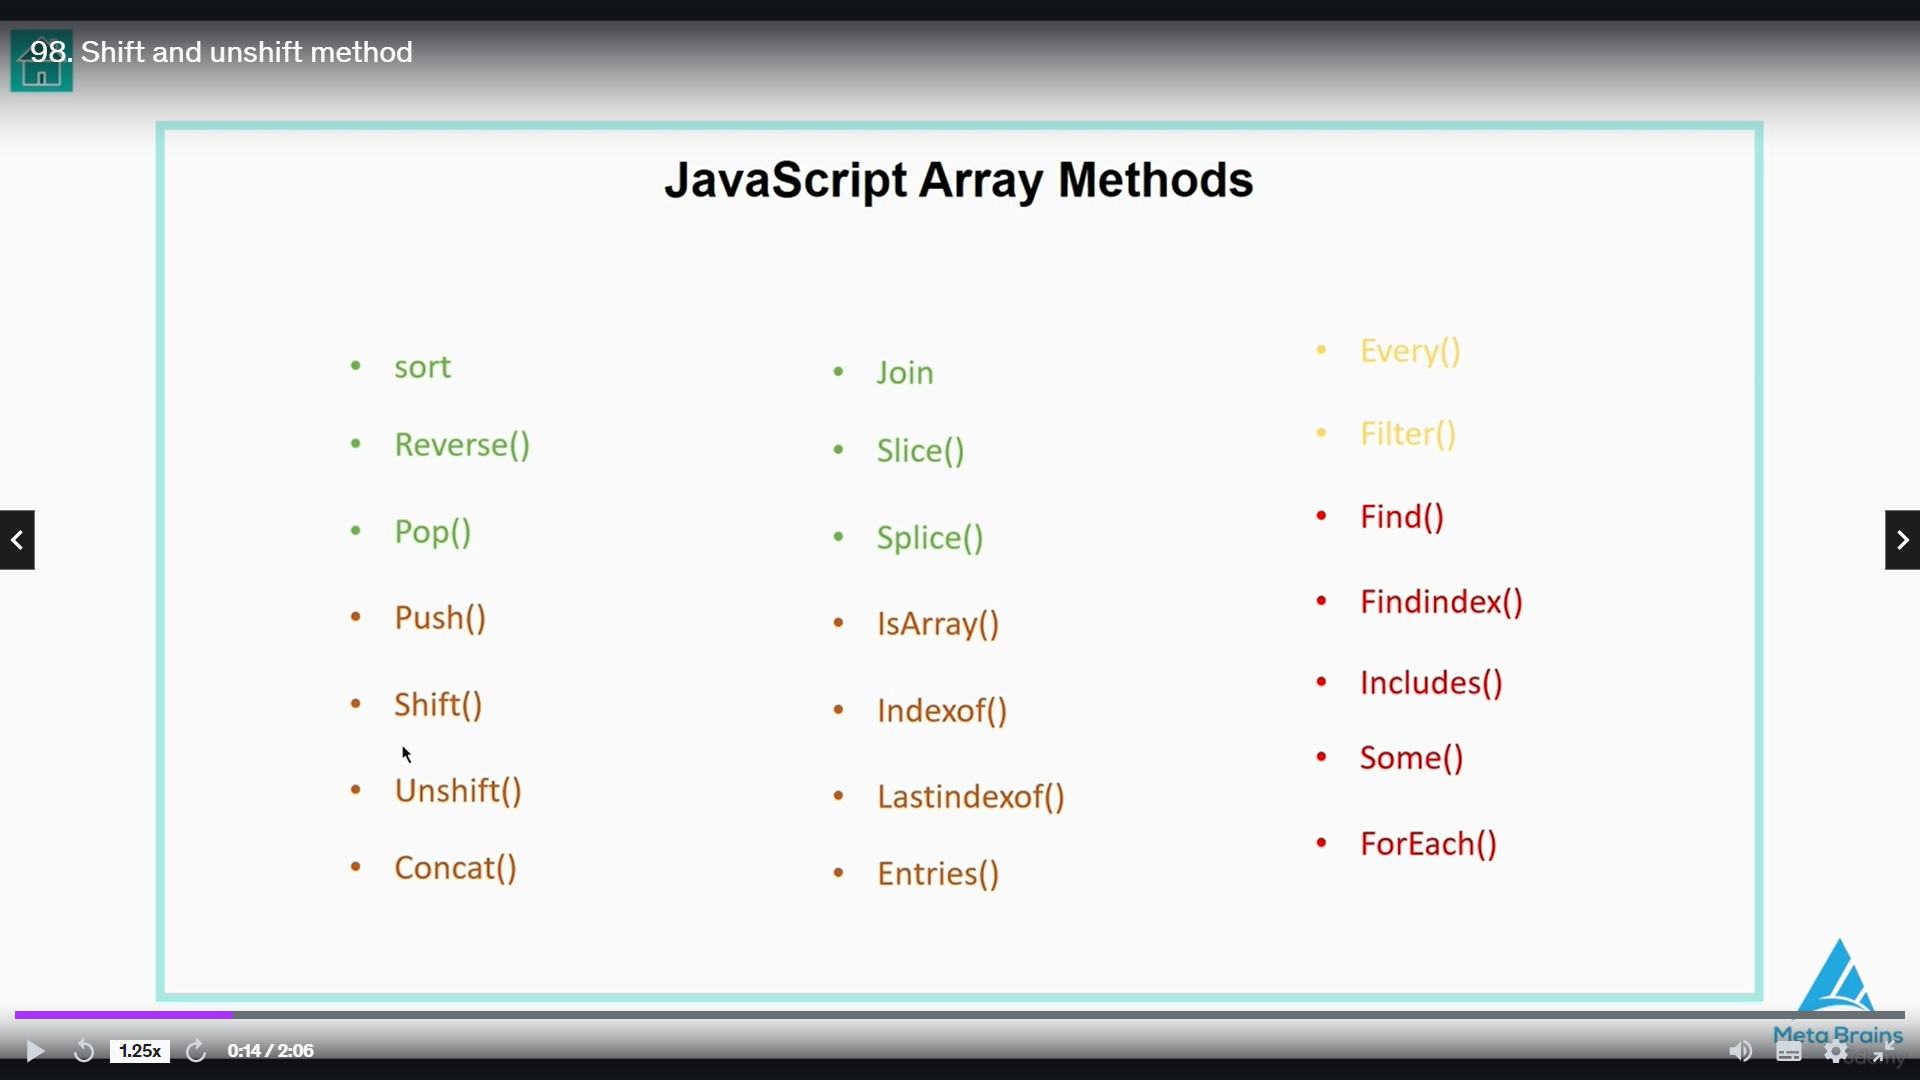 98. Shift and unshift method
JavaScript Array Methods
sort
Reverse()
Pop()
Push()
Shift()
Unshift()
Concat()
Join
Slice()
Splice()
IsArray()
Indexof()
Lastindexof()
Entries()
Every()
Filter()
Find()
Findindex()
Includes()
Some()
ForEach()
Meta Brains
1.25x
0:14 / 2:06